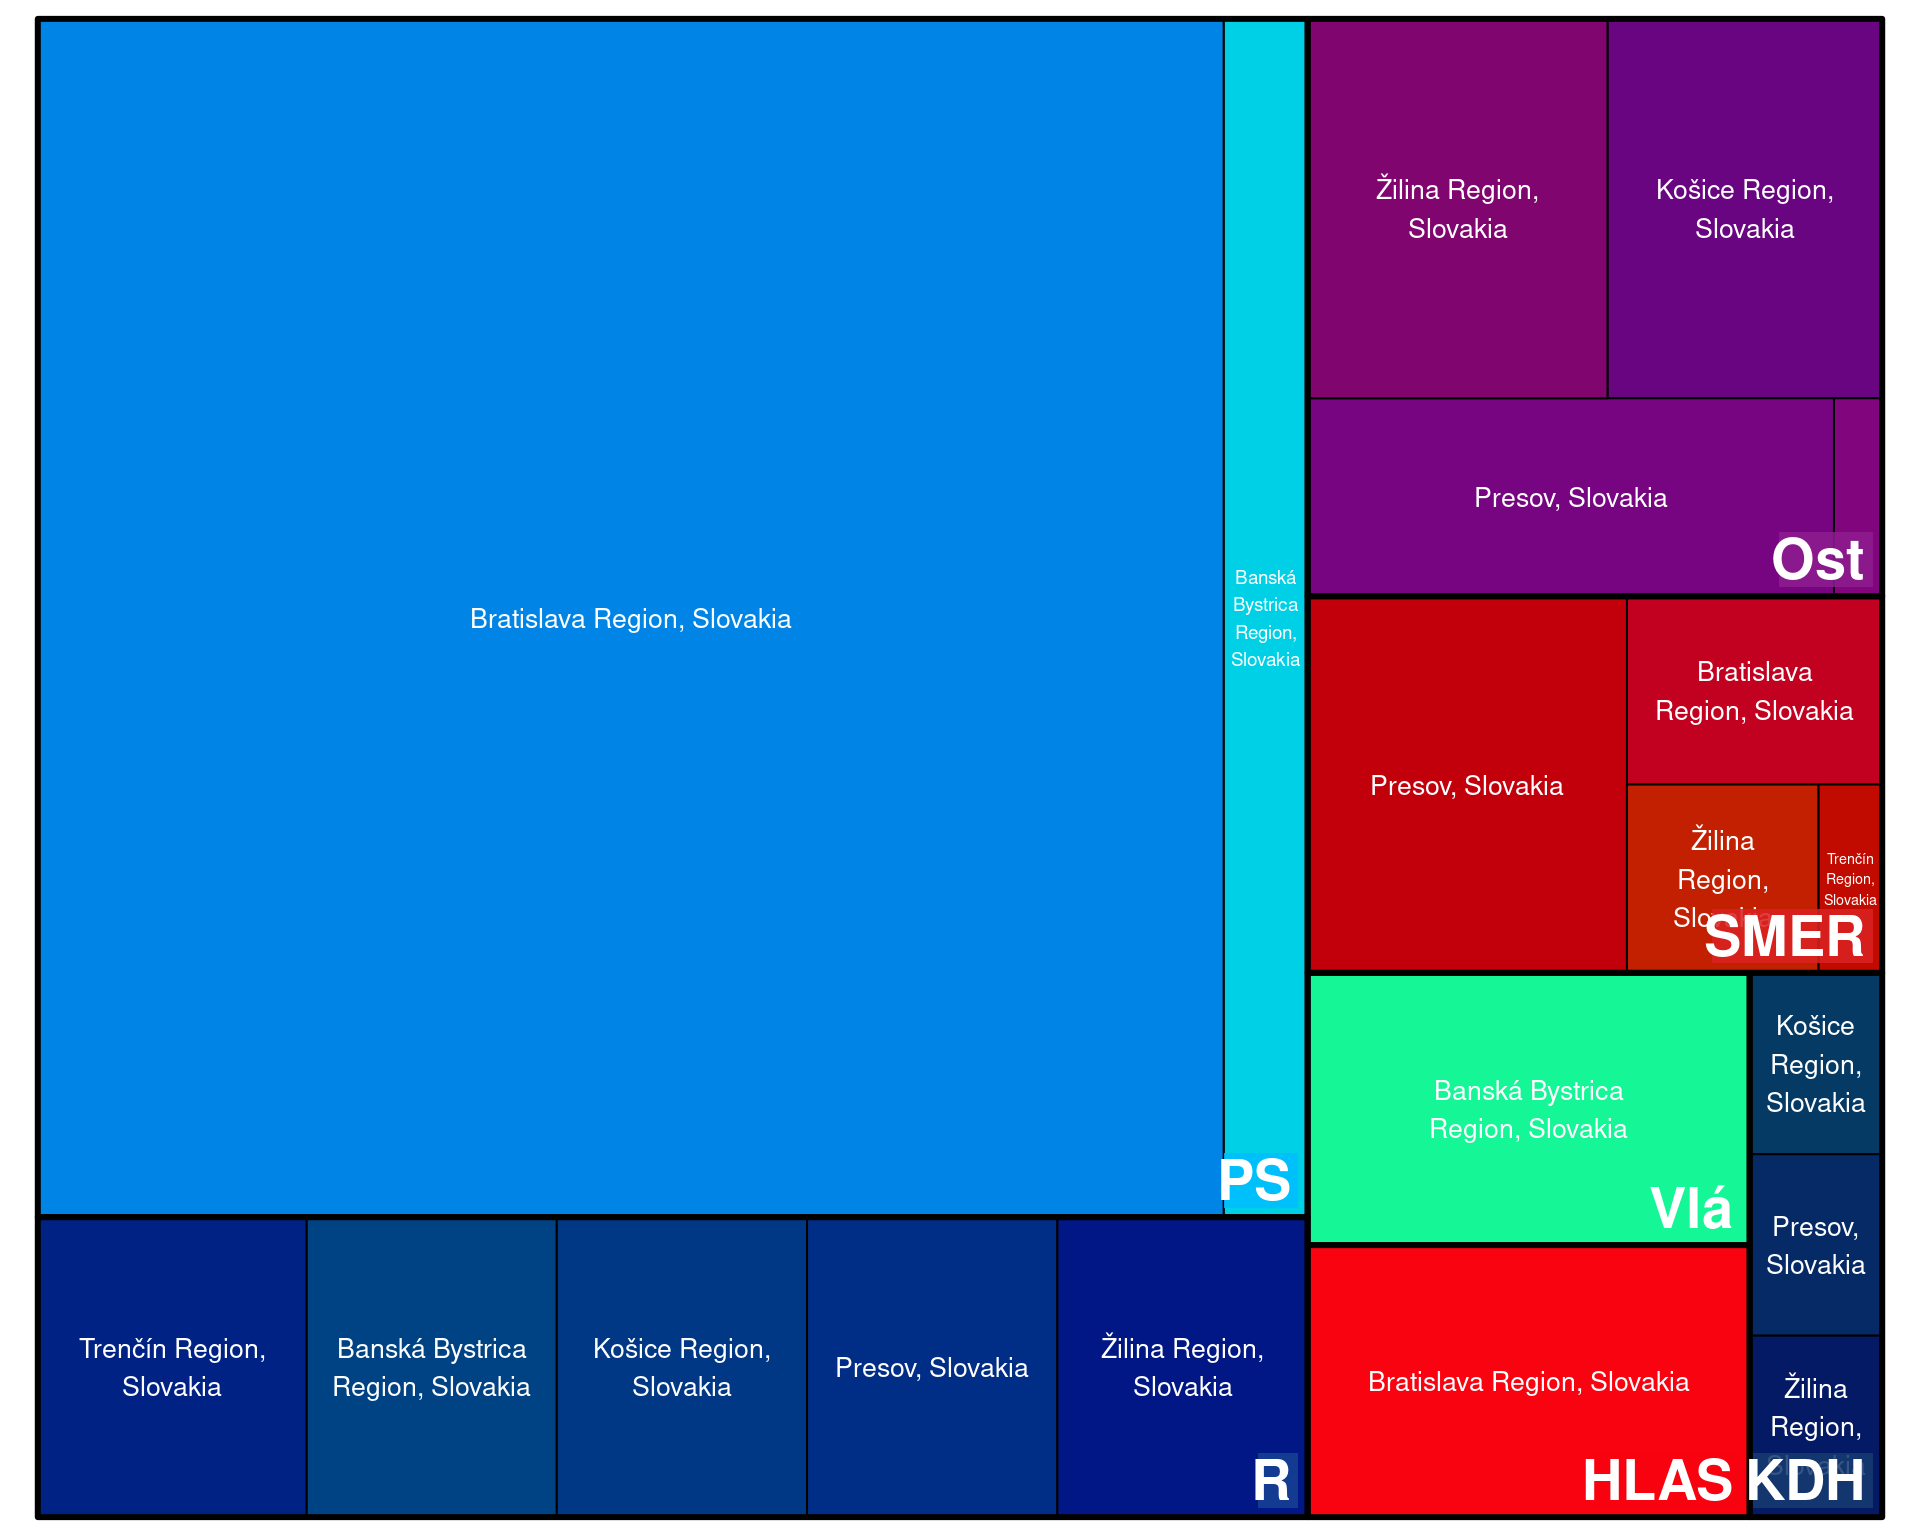 Bratislava Region, Slovakia
Banská
Bystrica
Region,
Slovakia
PS
Trenčín Region,
Slovakia
Banská Bystrica
Region, Slovakia
Košice Region,
Slovakia
Presov, Slovakia
Žilina Region,
Slovakia
R
Žilina Region,
Slovakia
Košice Region,
Slovakia
Presov, Slovakia
Ost
Presov, Slovakia
Bratislava
Region, Slovakia
Žilina
Region,
Trenčín
Region,
Slovakia
SMER
Banská Bystrica
Region, Slovakia
Vlá
Bratislava Region, Slovakia
HLAS
Košice
Region,
Slovakia
Presov,
Slovakia
Žilina
Region,
KDH